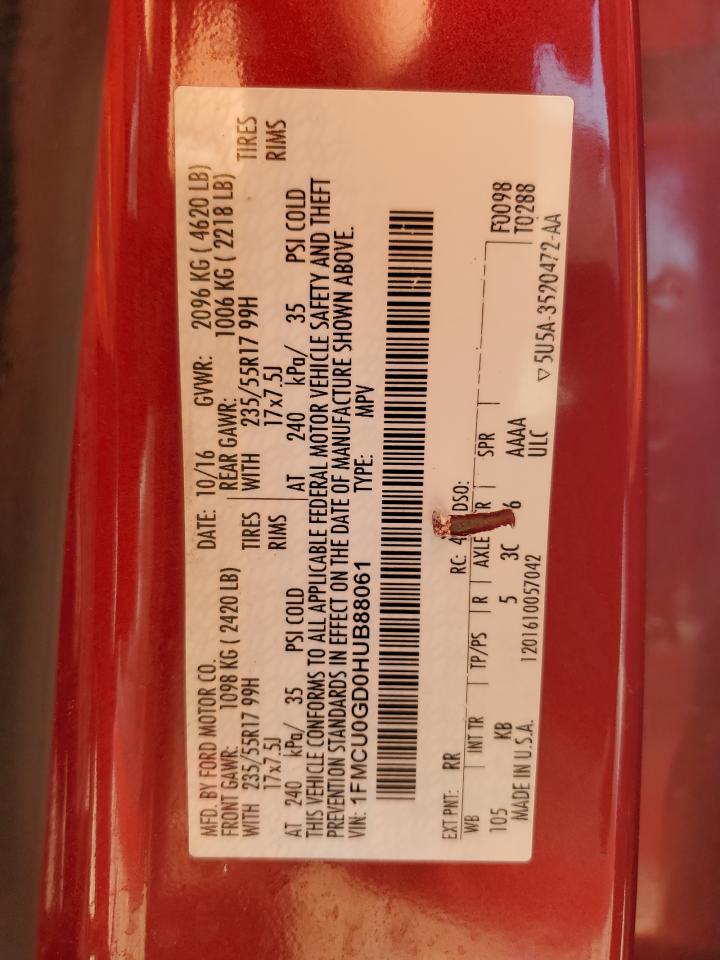 MFD. BY FORD MOTOR CO. DATE: 10/16 GVWR: 2096 KG ( 4620 LB)
FRONT GAWR: 1098 KG ( 2420 LB) REAR GAWR: 1006 KG ( 2218 LB)
WITH 235/55R17 99H TIRES WITH 235/55R17 99H TIRES
17x7.5J RIMS 17x7.5J RIMS
AT 240 kPa/ 35 PSI COLD AT 240 kPa/ 35 PSI COLD
THIS VEHICLE CONFORMS TO ALL APPLICABLE FEDERAL MOTOR VEHICLE SAFETY AND THEFT
PREVENTION STANDARDS IN EFFECT ON THE DATE OF MANUFACTURE SHOWN ABOVE.
VIN: 1FMCU0GD0HUB88061 TYPE: MPV
EXT PNT: RR RC: 4 DSO: F0098
WB INT TR TP/PS R AXLE R SPR T0288
105 KB 5 3C 6 AAAA
MADE IN U.S.A. 1201610057042 ULC
▽ 5U5A-3520472-AA